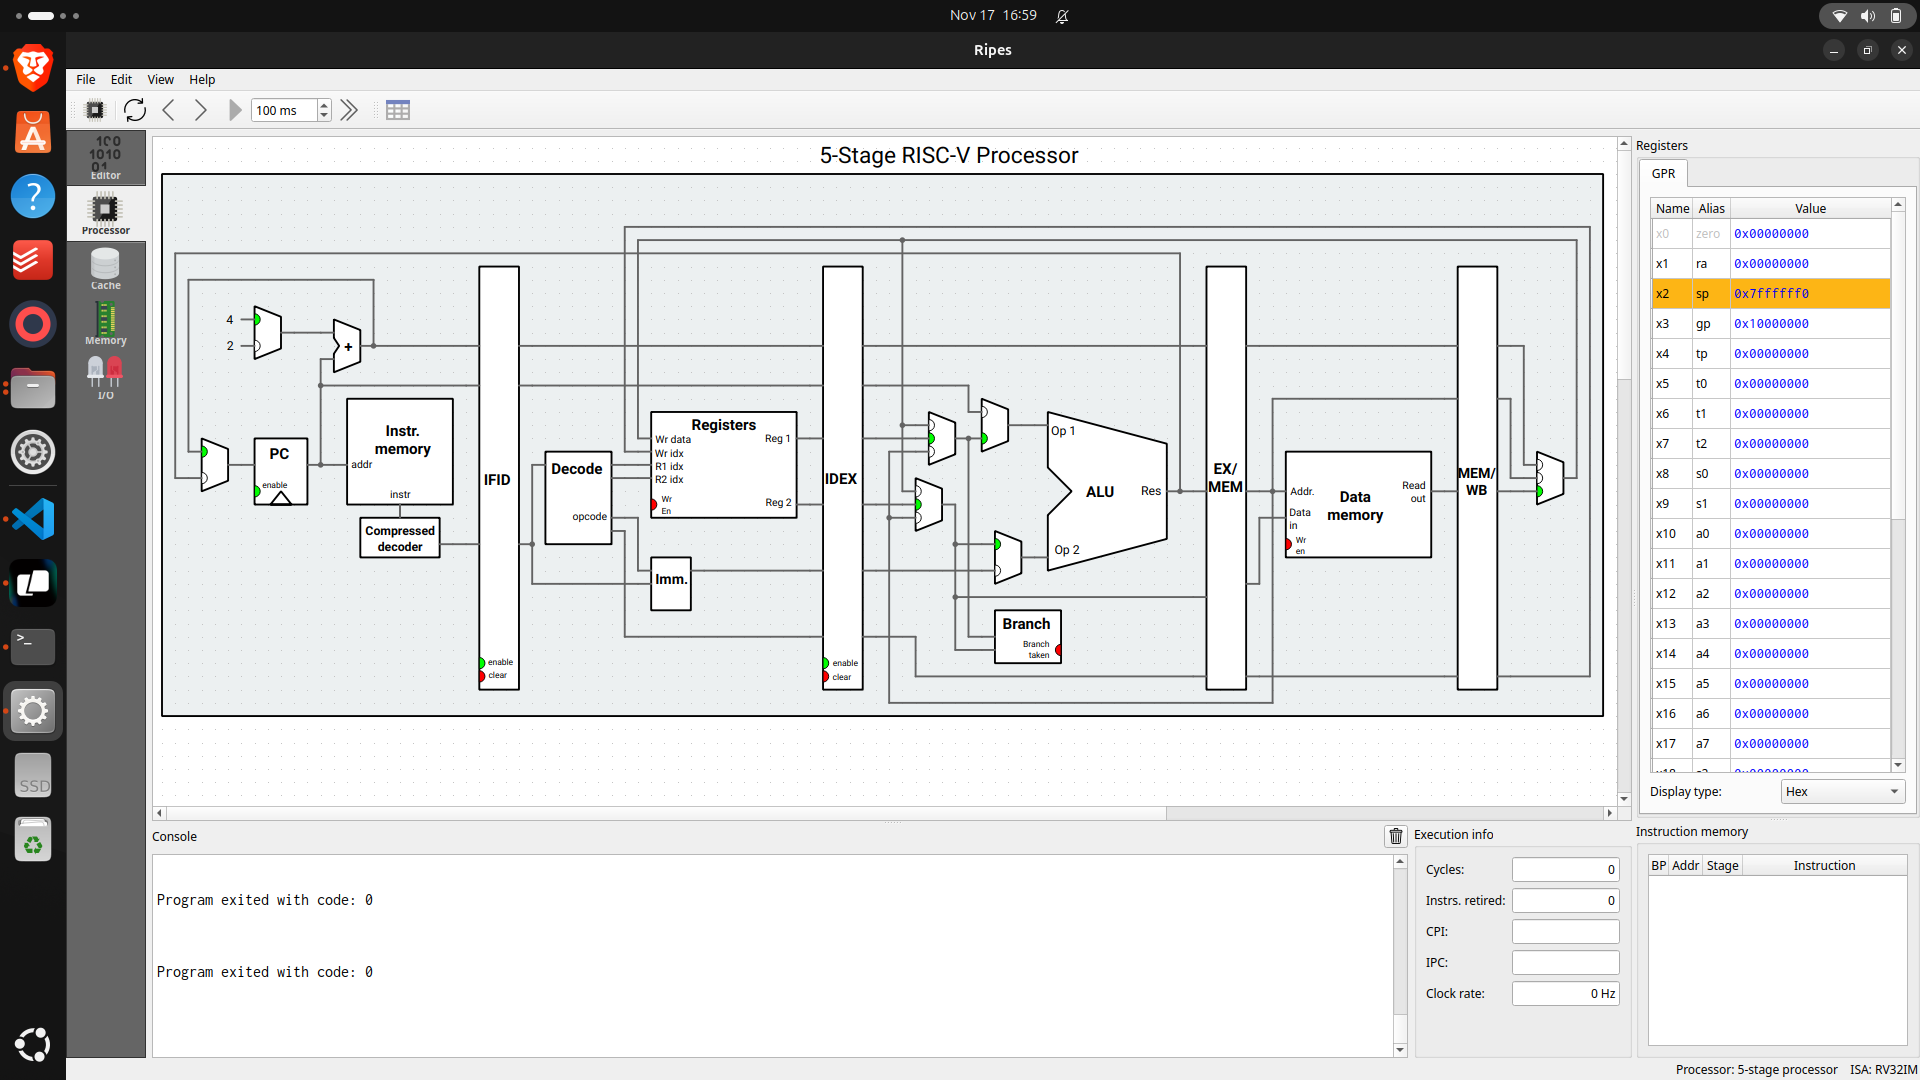 Nov 17 16:59
Ripes
File Edit View Help
100 ms
Editor
Processor
Cache
Memory
I/O
5-Stage RISC-V Processor
4
2
+
PC
enable
Instr.
memory
addr
instr
Compressed
decoder
IFID
enable
clear
Decode
opcode
Registers
Wr data
Wr idx
R1 idx
R2 idx
Wr
En
Reg 1
Reg 2
Imm.
IDEX
enable
clear
Op 1
ALU
Res
Op 2
Branch
Branch
taken
EX/
MEM
Addr.
Data
in
Wr
en
Data
memory
Read
out
MEM/
WB
Registers
GPR
Name Alias Value
x0 zero 0x00000000
x1 ra 0x00000000
x2 sp 0x7ffffff0
x3 gp 0x10000000
x4 tp 0x00000000
x5 t0 0x00000000
x6 t1 0x00000000
x7 t2 0x00000000
x8 s0 0x00000000
x9 s1 0x00000000
x10 a0 0x00000000
x11 a1 0x00000000
x12 a2 0x00000000
x13 a3 0x00000000
x14 a4 0x00000000
x15 a5 0x00000000
x16 a6 0x00000000
x17 a7 0x00000000
Display type: Hex
Console
Program exited with code: 0
Program exited with code: 0
Execution info
Cycles: 0
Instrs. retired: 0
CPI:
IPC:
Clock rate: 0 Hz
Instruction memory
BP Addr Stage Instruction
Processor: 5-stage processor ISA: RV32IM
SSD